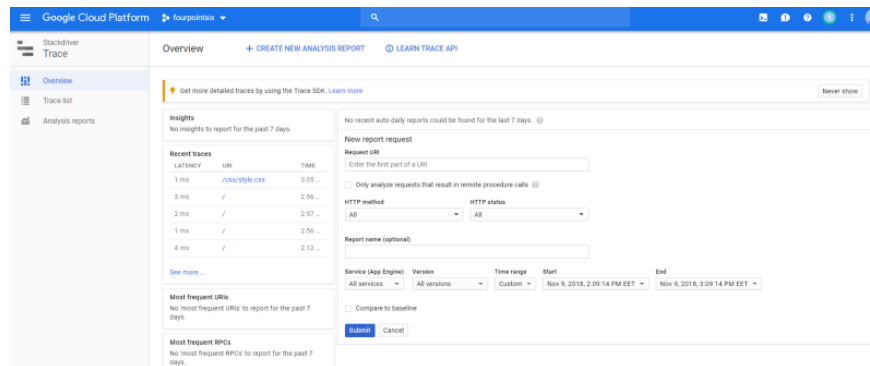 Google Cloud Platform fourpointsix
Stackdriver
Trace
Overview
Trace list
Analysis reports
Overview + CREATE NEW ANALYSIS REPORT LEARN TRACE API
Get more detailed traces by using the Trace SDK. Learn more
Never show
Insights
No insights to report for the past 7 days.
Recent traces
LATENCY URI TIME
1 ms /css/style.css 3:05 ...
3 ms / 2:56 ...
2 ms / 2:57 ...
1 ms / 2:56 ...
4 ms / 2:12 ...
See more ...
Most frequent URIs
No 'most frequent URIs' to report for the past 7
days.
Most frequent RPCs
No 'most frequent RPCs' to report for the past 7
days.
No recent auto daily reports could be found for the last 7 days.
New report request
Request URI
Enter the first part of a URI
Only analyze requests that result in remote procedure calls
HTTP method HTTP status
All All
Report name (optional)
Service (App Engine) Version Time range Start End
All services All versions Custom Nov 9, 2018, 2:09:14 PM EET Nov 9, 2018, 3:09:14 PM EET
Compare to baseline
Submit Cancel